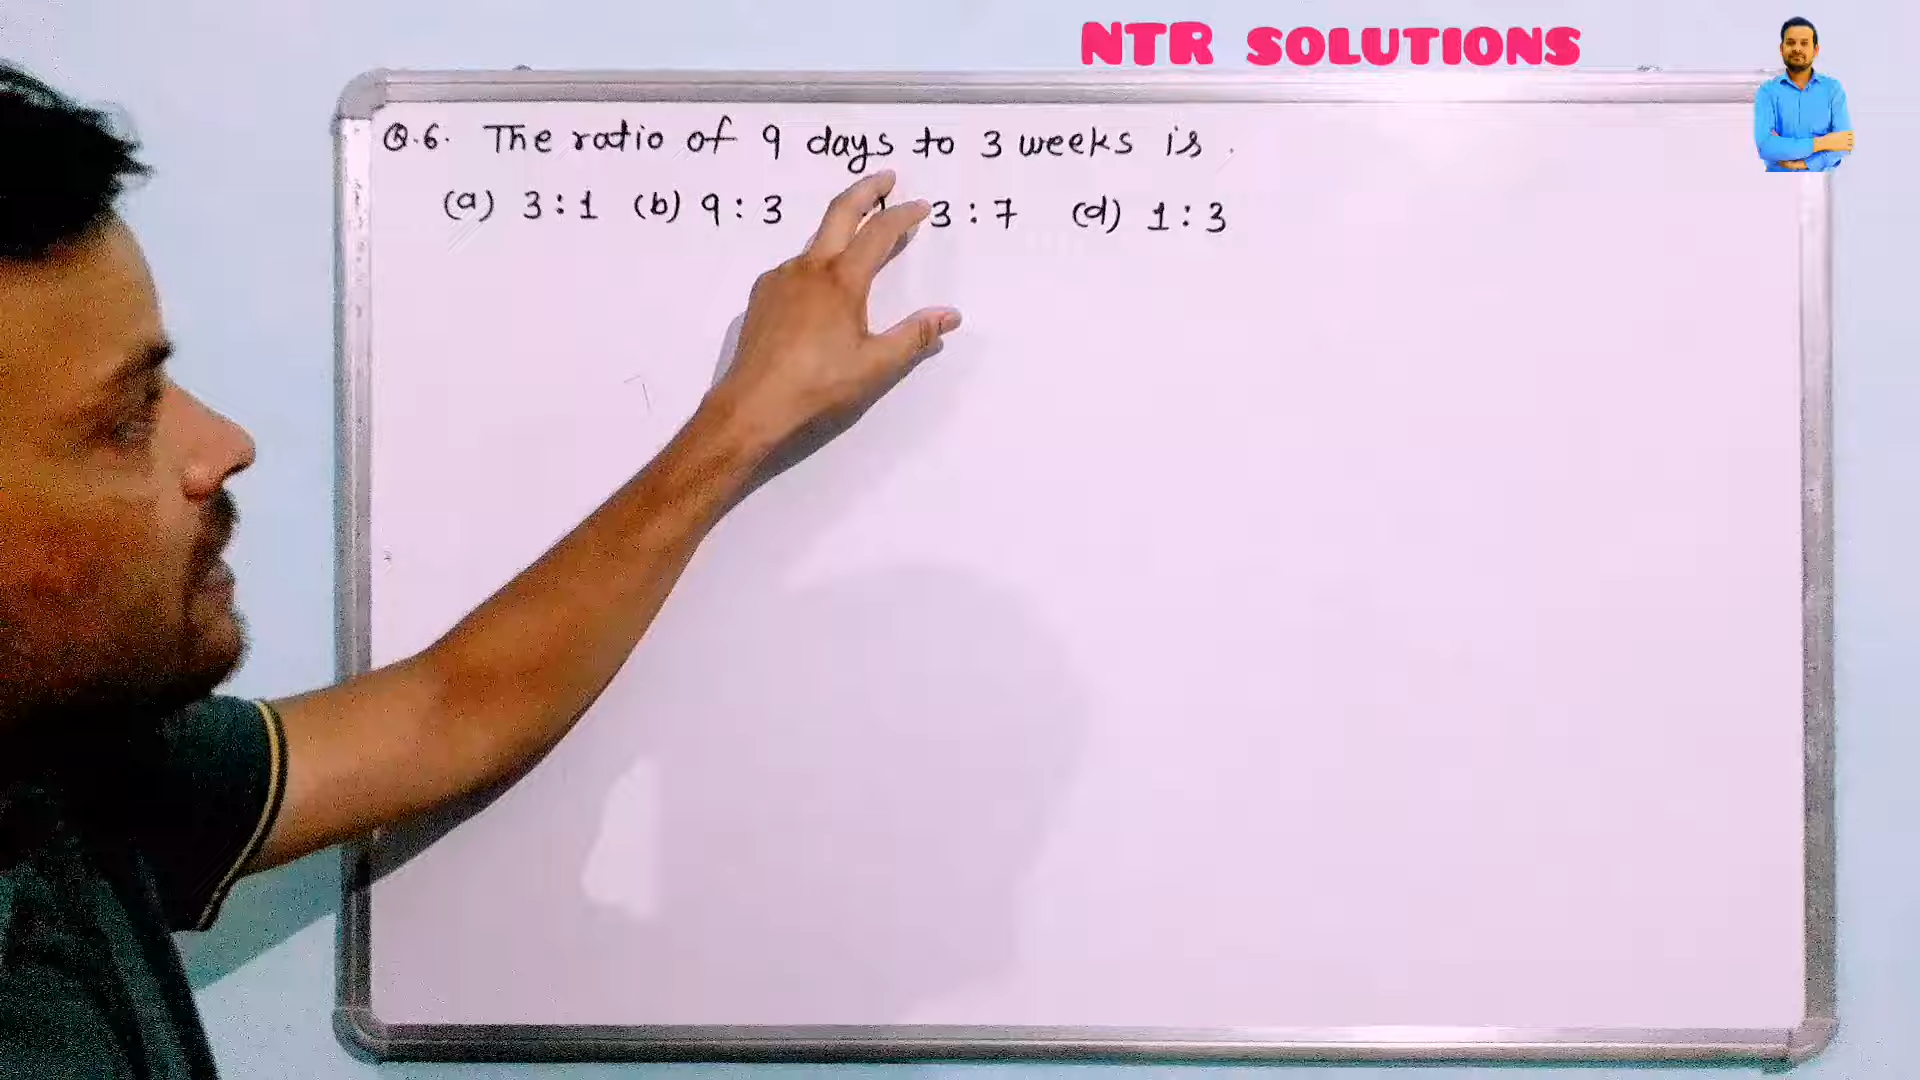 NTR SOLUTIONS
Q.6. The ratio of 9 days to 3 weeks is .
(a) 3:1 (b) 9:3 3:7 (d) 1:3